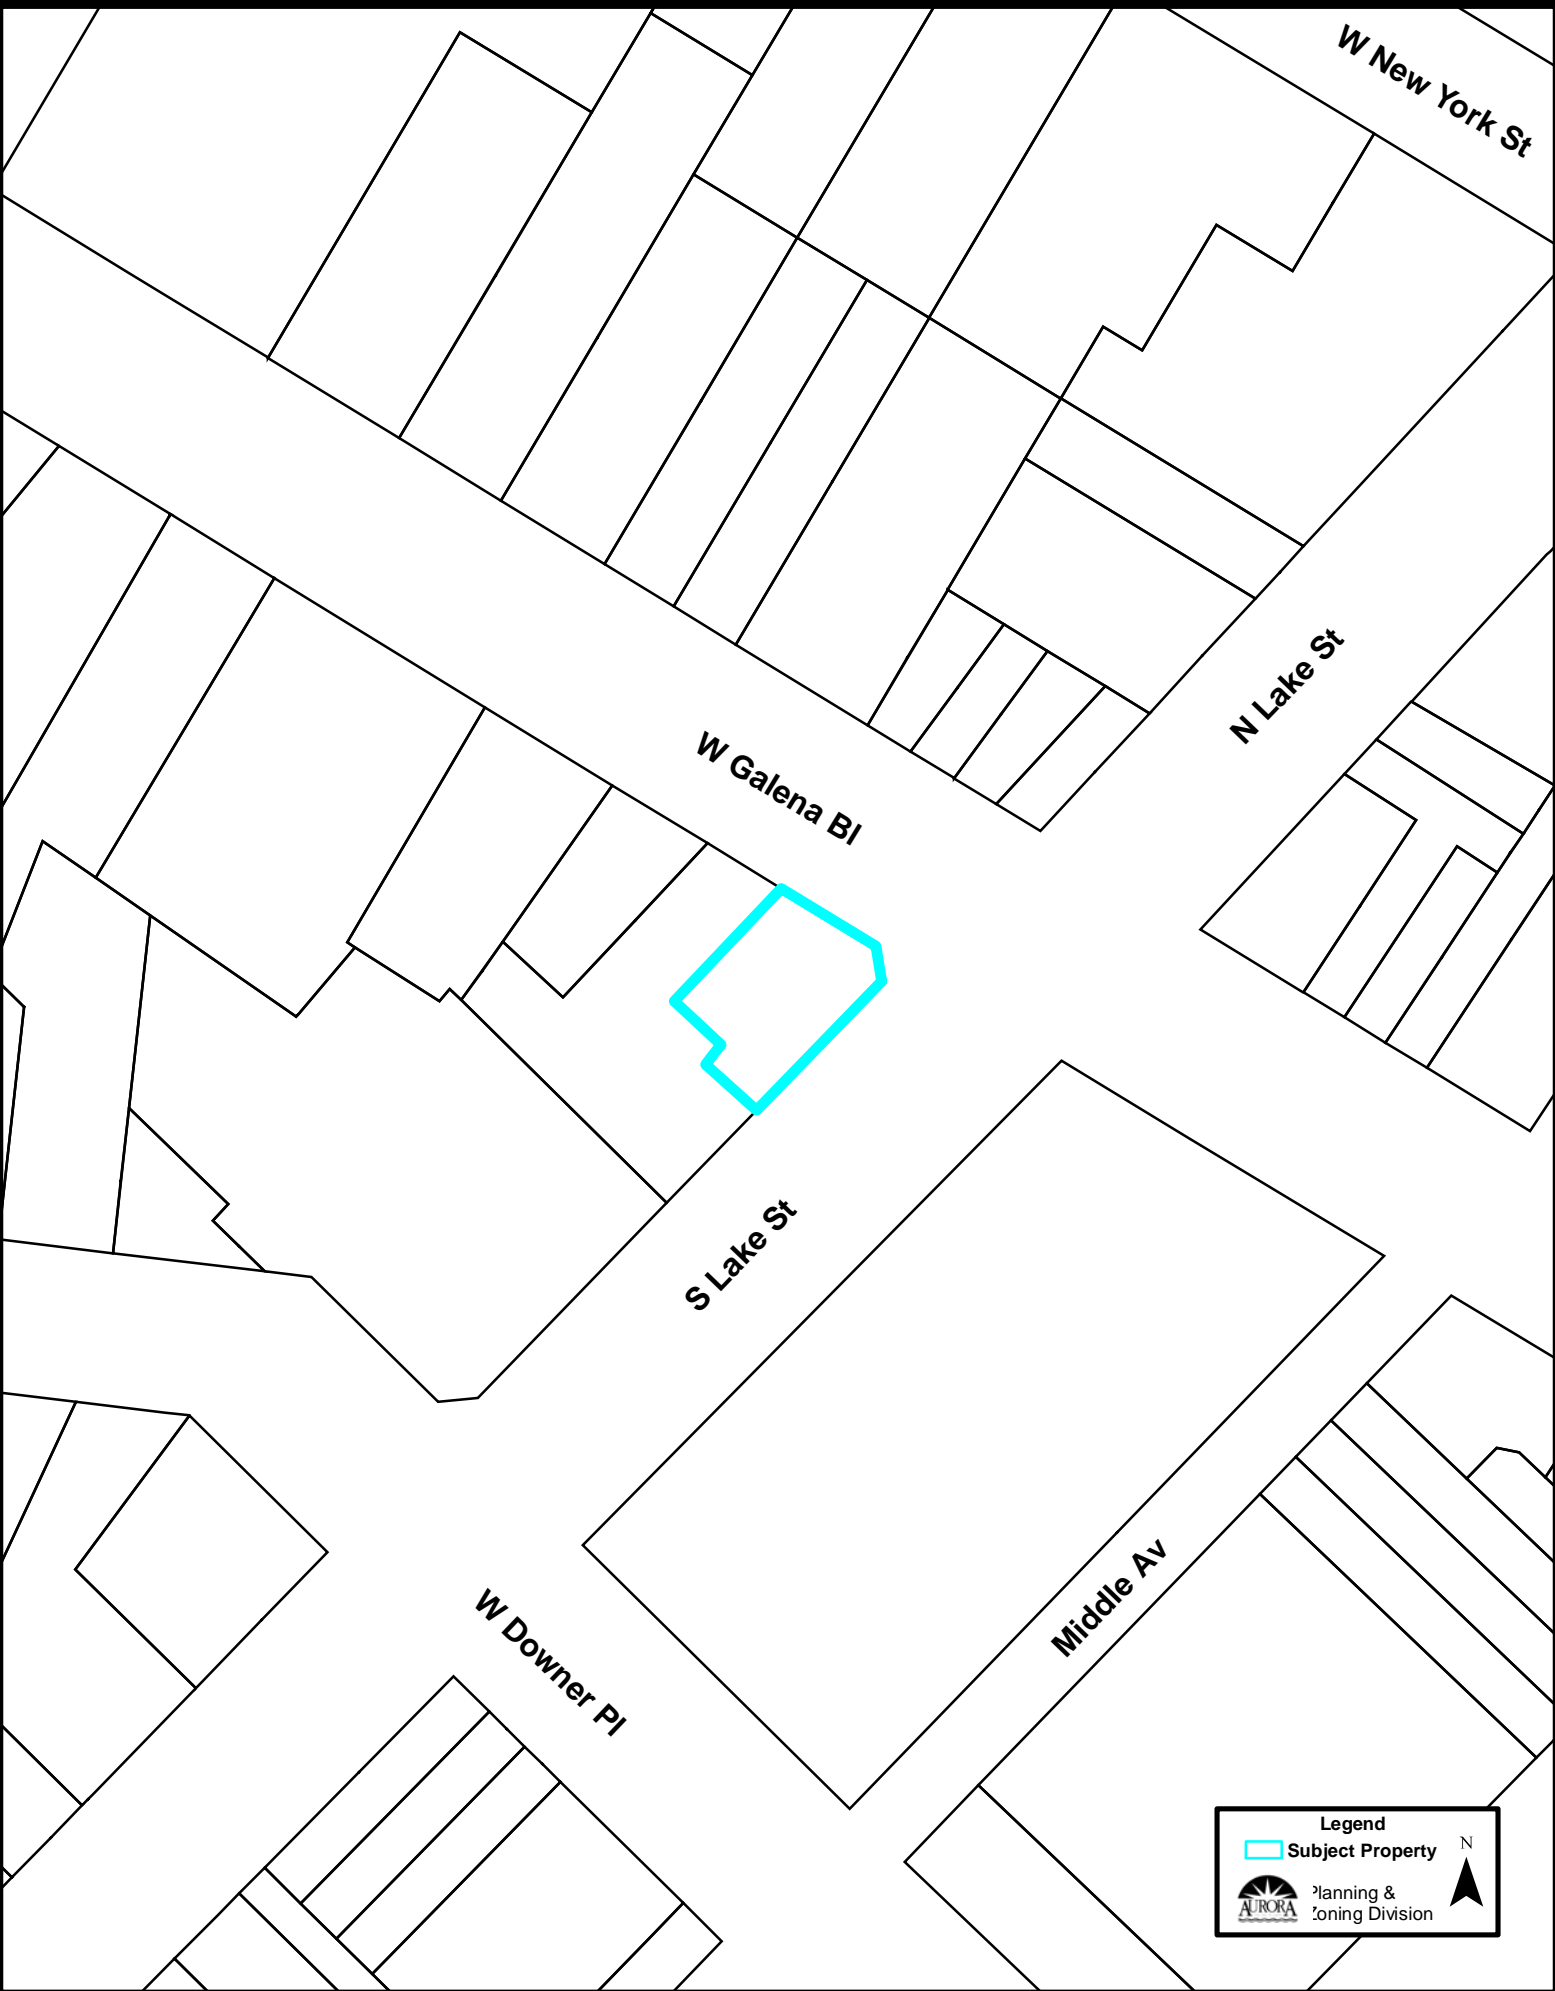 W New York St
N Lake St
W Galena Bl
S Lake St
Middle Av
W Downer Pl
Legend
Subject Property
N
AURORA
Planning &
Zoning Division